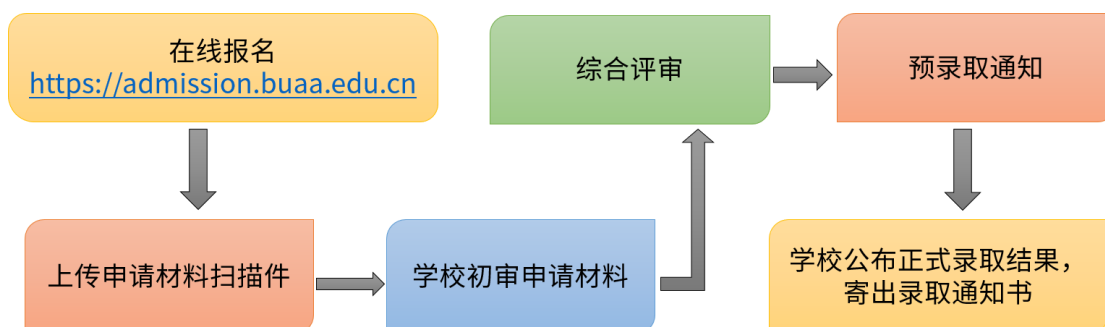 在线报名
https://admission.buaa.edu.cn
上传申请材料扫描件
学校初审申请材料
综合评审
预录取通知
学校公布正式录取结果，
寄出录取通知书